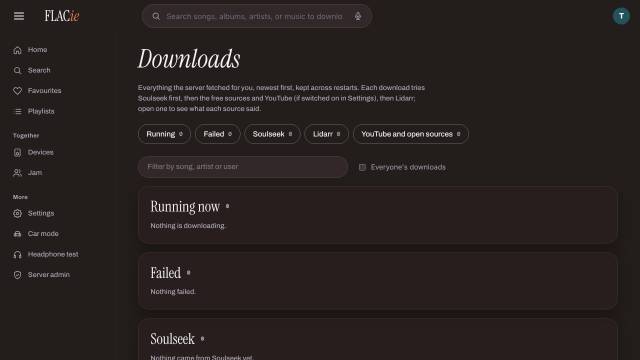 FLACie
Search songs, albums, artists, or music to downlo
T
Home
Search
Favourites
Playlists
Together
Devices
Jam
More
Settings
Car mode
Headphone test
Server admin
Downloads
Everything the server fetched for you, newest first, kept across restarts. Each download tries
Soulseek first, then the free sources and YouTube (if switched on in Settings), then Lidarr;
open one to see what each source said.
Running 0
Failed 0
Soulseek 0
Lidarr 0
YouTube and open sources 0
Filter by song, artist or user
Everyone's downloads
Running now 0
Nothing is downloading.
Failed 0
Nothing failed.
Soulseek 0
Nothing came from Soulseek yet.